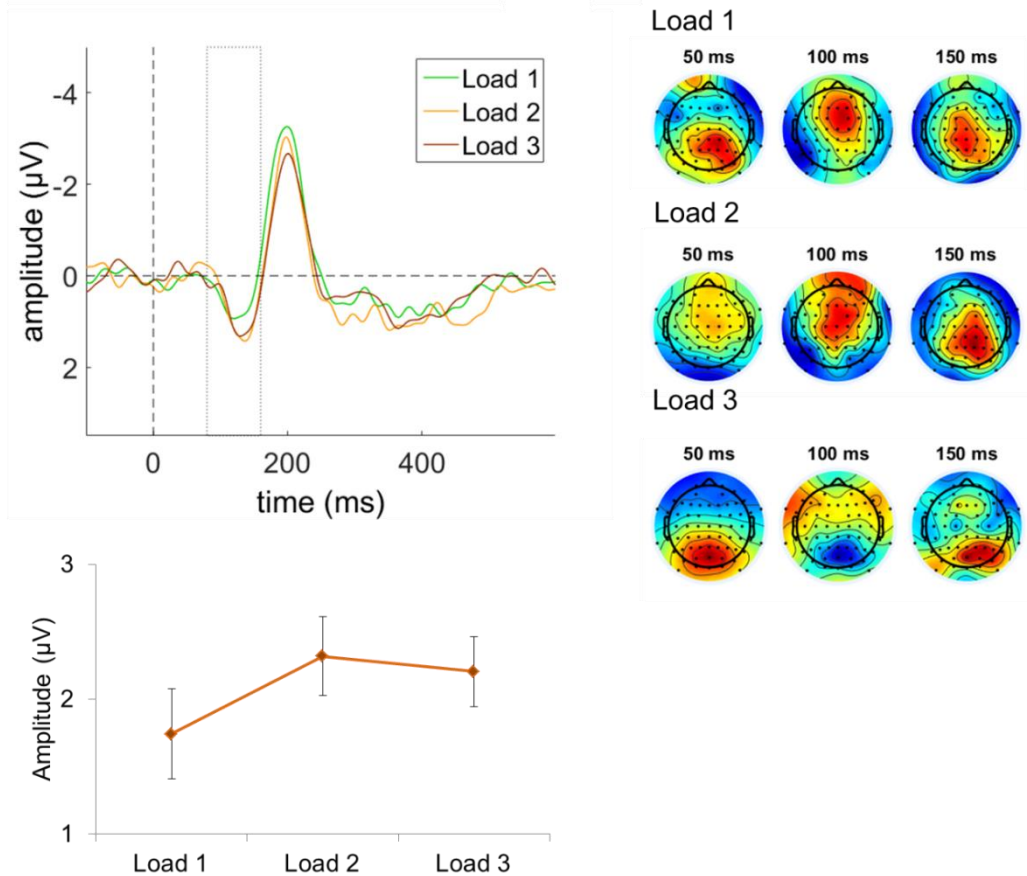 -4
-2
0
2
amplitude (µV)
0
200
400
time (ms)
Load 1
Load 2
Load 3
Load 1
50 ms
100 ms
150 ms
Load 2
50 ms
100 ms
150 ms
Load 3
50 ms
100 ms
150 ms
3
2
1
Amplitude (µV)
Load 1
Load 2
Load 3